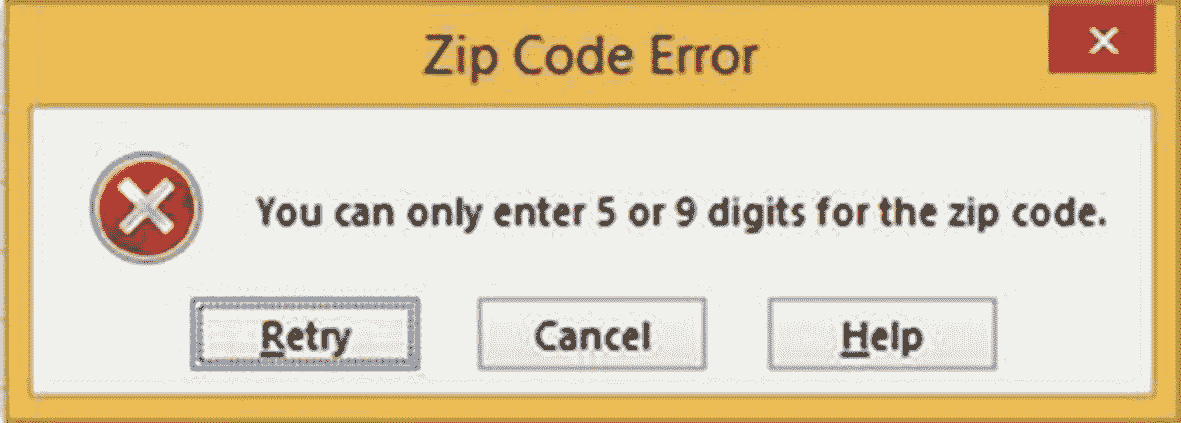 Zip Code Error
You can only enter 5 or 9 digits for the zip code.
Retry Cancel Help